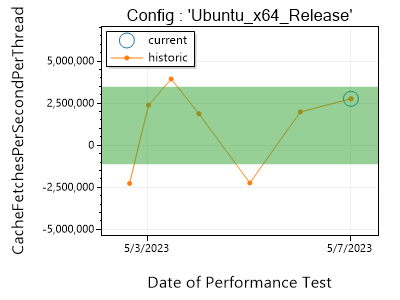 Config : 'Ubuntu_x64_Release'
CacheFetchesPerSecondPerThread
current
historic
5,000,000
2,500,000
0
-2,500,000
-5,000,000
5/3/2023 5/7/2023
Date of Performance Test